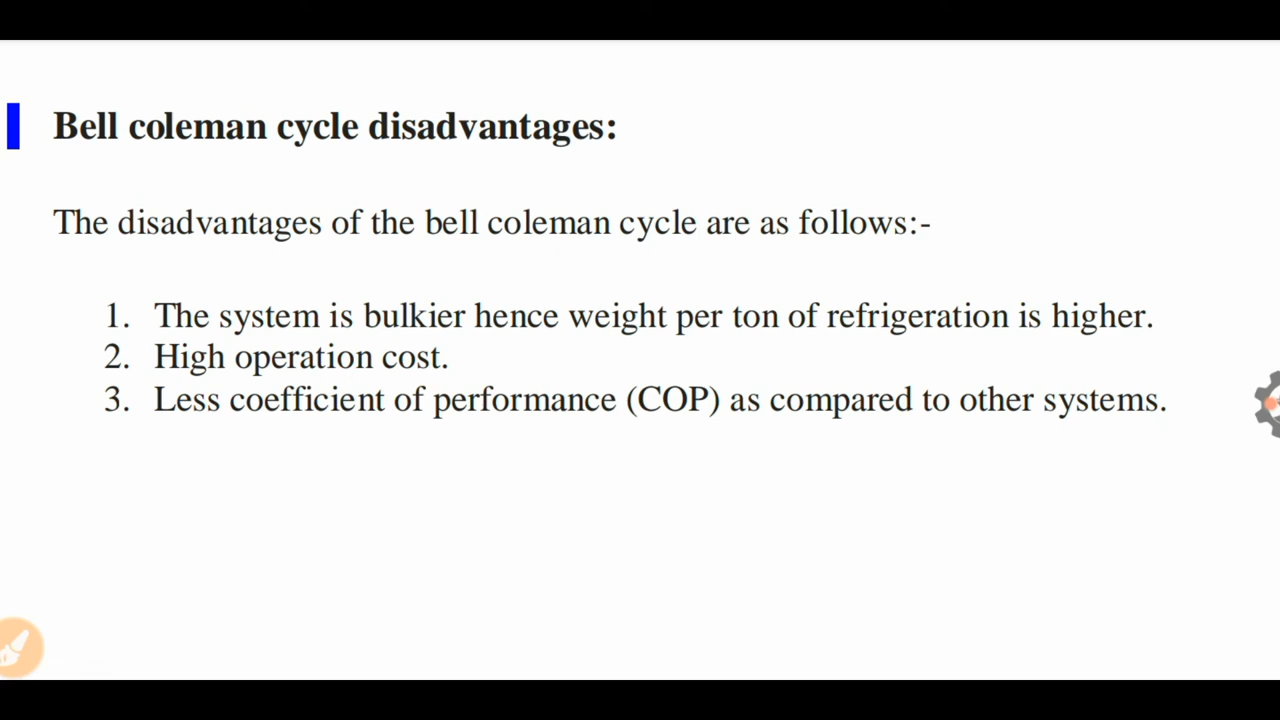 Bell coleman cycle disadvantages:
The disadvantages of the bell coleman cycle are as follows:-
1. The system is bulkier hence weight per ton of refrigeration is higher.
2. High operation cost.
3. Less coefficient of performance (COP) as compared to other systems.